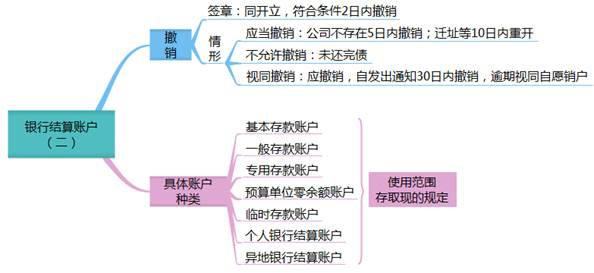 签章：同开立，符合条件2日内撤销
撤
销
情
形
应当撤销：公司不存在5日内撤销；迁址等10日内重开
不允许撤销：未还完债
视同撤销：应撤销，自发出通知30日内撤销，逾期视同自愿销户
银行结算账户
（二）
具体账户
种类
基本存款账户
一般存款账户
专用存款账户
预算单位零余额账户
临时存款账户
个人银行结算账户
异地银行结算账户
使用范围
存取现的规定